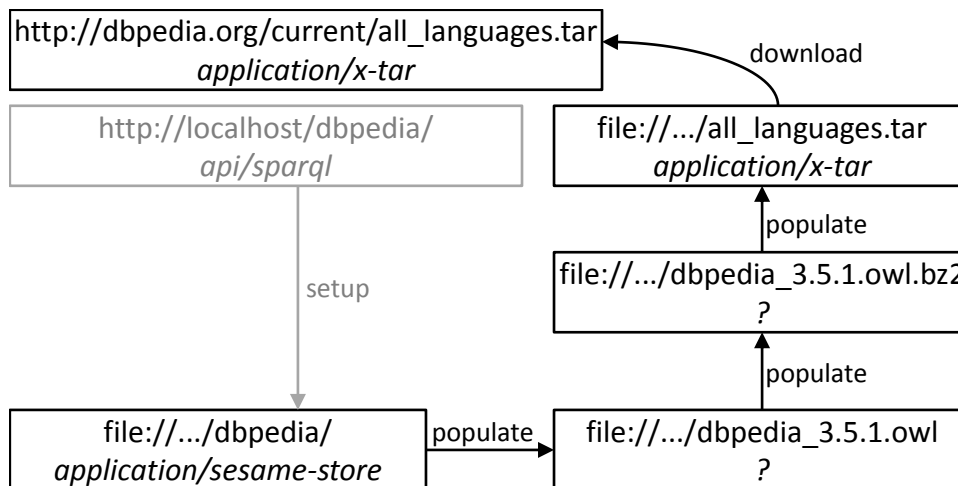 http://dbpedia.org/current/all_languages.tar
application/x-tar
download
http://localhost/dbpedia/
api/sparql
file://.../all_languages.tar
application/x-tar
populate
file://.../dbpedia_3.5.1.owl.bz2
?
setup
populate
file://.../dbpedia/
application/sesame-store
populate
file://.../dbpedia_3.5.1.owl
?